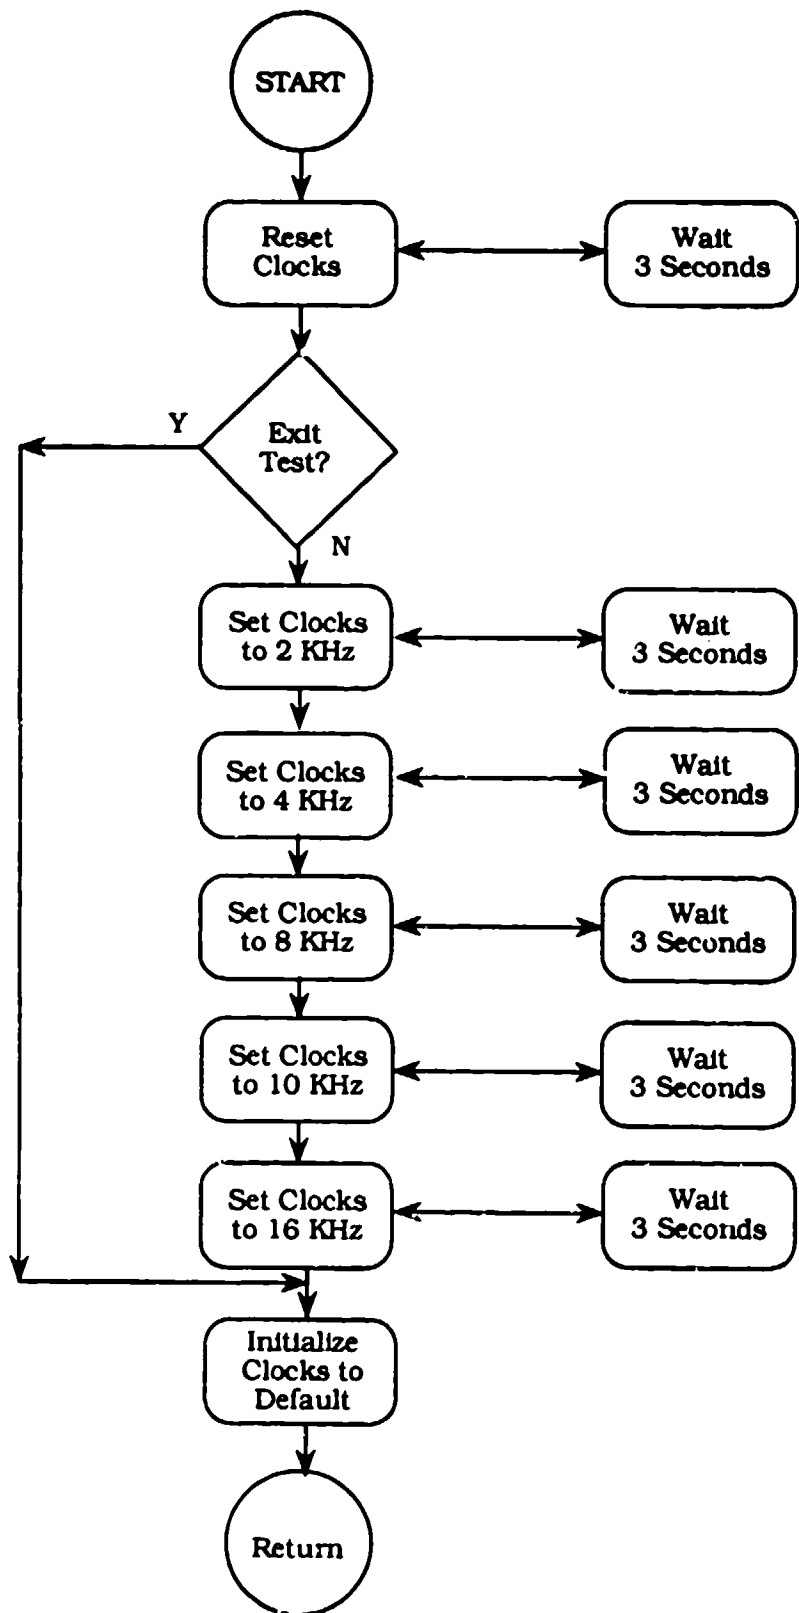 START
Reset
Clocks
Wait
3 Seconds
Exit
Test?
Y
N
Set Clocks
to 2 KHz
Wait
3 Seconds
Set Clocks
to 4 KHz
Wait
3 Seconds
Set Clocks
to 8 KHz
Wait
3 Seconds
Set Clocks
to 10 KHz
Wait
3 Seconds
Set Clocks
to 16 KHz
Wait
3 Seconds
Initialize
Clocks to
Default
Return